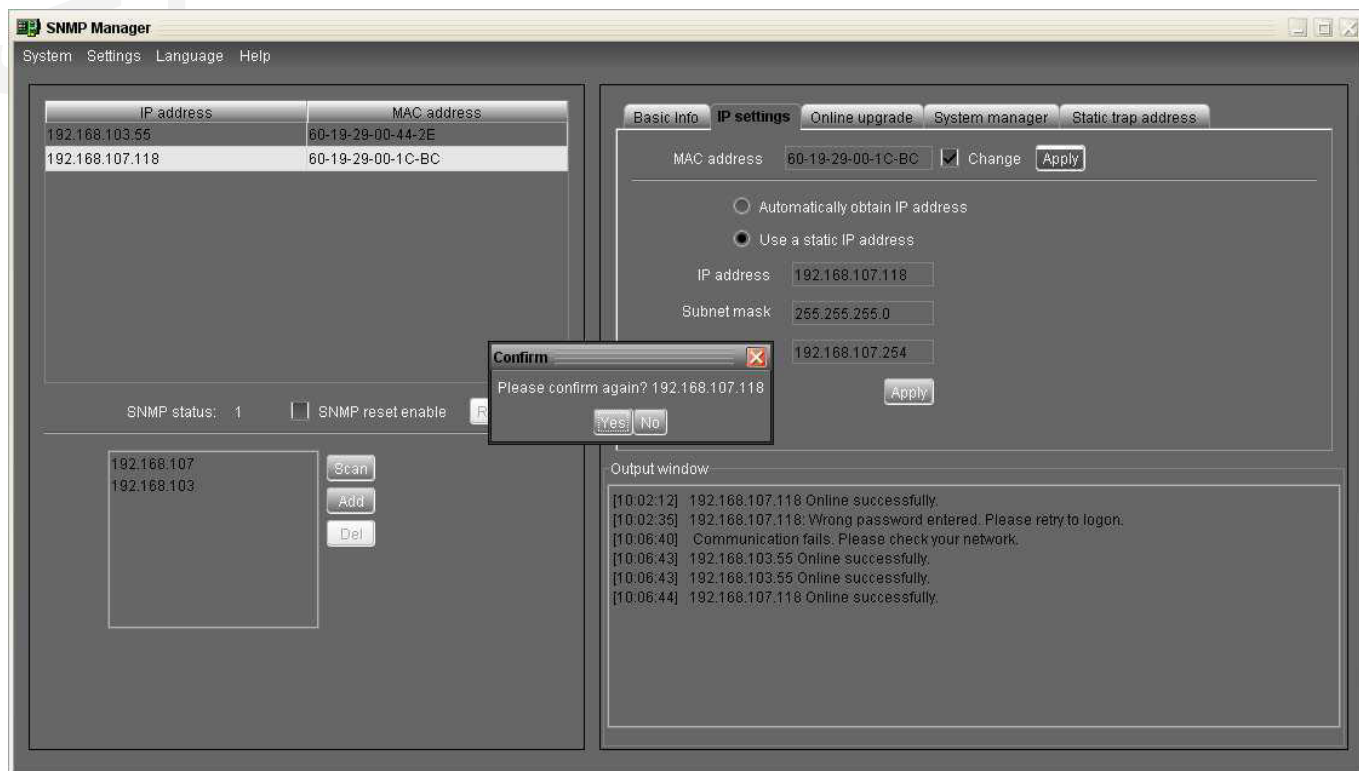 SNMP Manager
System Settings Language Help
IP address MAC address
192.168.103.55 60-19-29-00-44-2E
192.168.107.118 60-19-29-00-1C-BC
SNMP status: 1 SNMP reset enable
192.168.107
192.168.103
Scan
Add
Del
Basic Info IP settings Online upgrade System manager Static trap address
MAC address 60-19-29-00-1C-BC Change Apply
Automatically obtain IP address
Use a static IP address
IP address 192.168.107.118
Subnet mask 255.255.255.0
192.168.107.254
Apply
Confirm
Please confirm again? 192.168.107.118
Yes No
Output window
[10:02:12] 192.168.107.118 Online successfully.
[10:02:35] 192.168.107.118: Wrong password entered. Please retry to logon.
[10:06:40] Communication fails. Please check your network.
[10:06:43] 192.168.103.55 Online successfully.
[10:06:43] 192.168.103.55 Online successfully.
[10:06:44] 192.168.107.118 Online successfully.